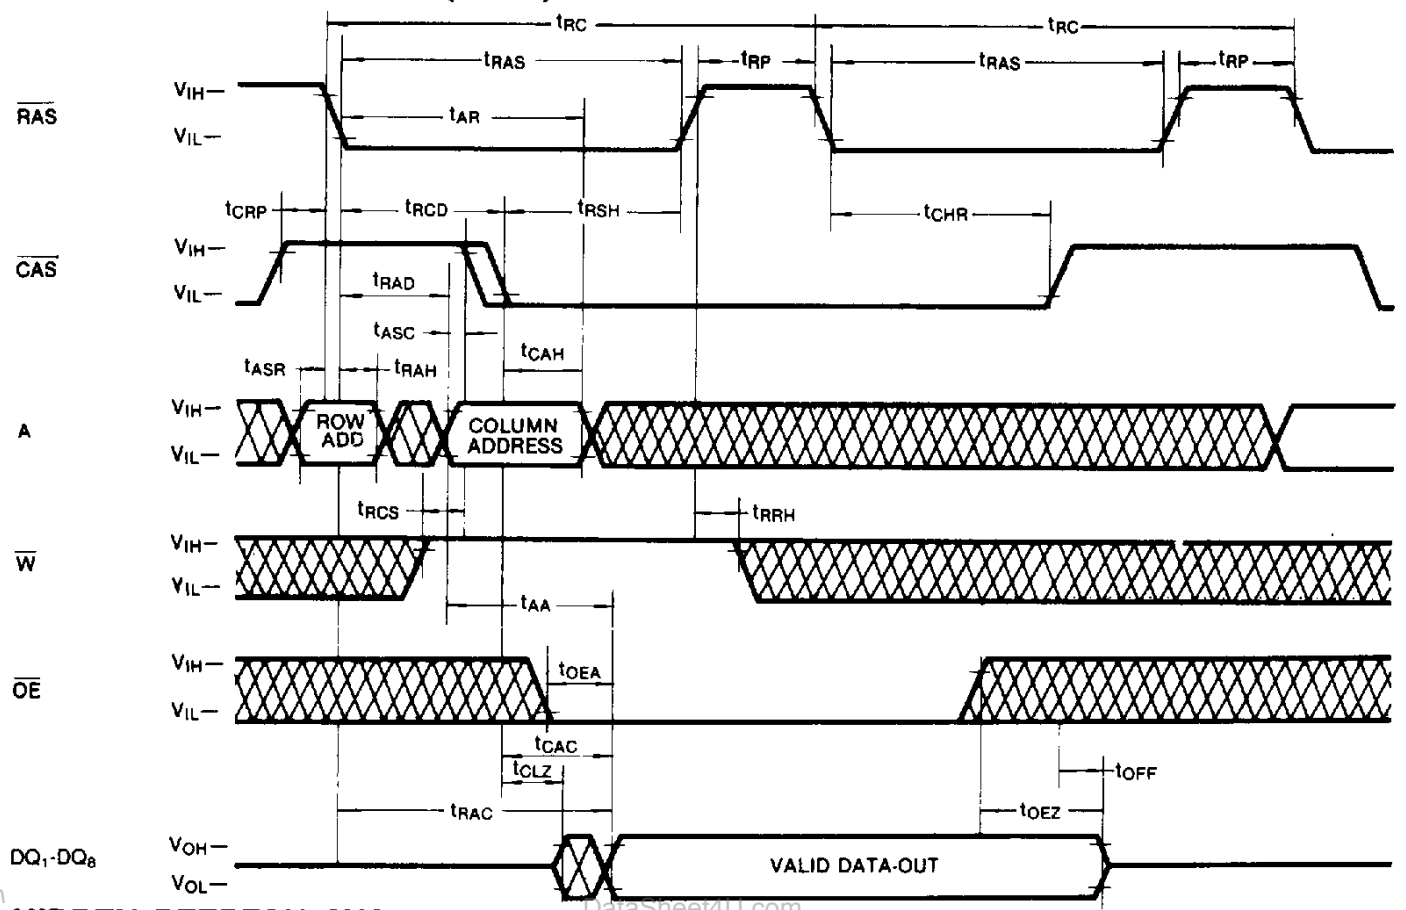 tRC tRC
tRAS tRP tRAS tRP
RAS VIH
tAR
VIL
tCRP tRCD tRSH tCHR
CAS VIH
tRAD
VIL
tASC
tCAH
tASR tRAH
A VIH
ROW ADD
COLUMN ADDRESS
VIL
tRCS tRRH
W VIH
VIL
tAA
OE VIH
tOEA
VIL
tCAC
tCLZ tOFF
tRAC tOEZ
DQ1-DQ8 VOH
VALID DATA-OUT
VOL
DataSheet4U.com